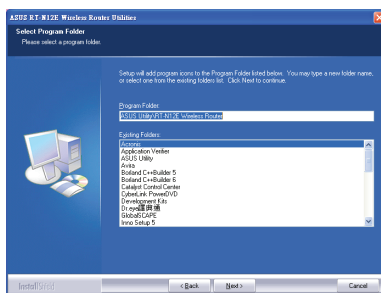 ASUS RT-N12E Wireless Router Utilities
Select Program Folder
Please select a program folder.
Setup will add program icons to the Program Folder listed below. You may type a new folder name,
or select one from the existing folders list. Click Next to continue.
Program Folder:
ASUS Utility\RT-N12E Wireless Router
Existing Folders:
Acronis
Application Verifier
ASUS Utility
Avira
Borland C++Builder 5
Borland C++Builder 6
Catalyst Control Center
CyberLink PowerDVD
Development Kits
Dr.eye
GlobalSCAPE
Inno Setup 5
InstallShield
< Back
Next >
Cancel